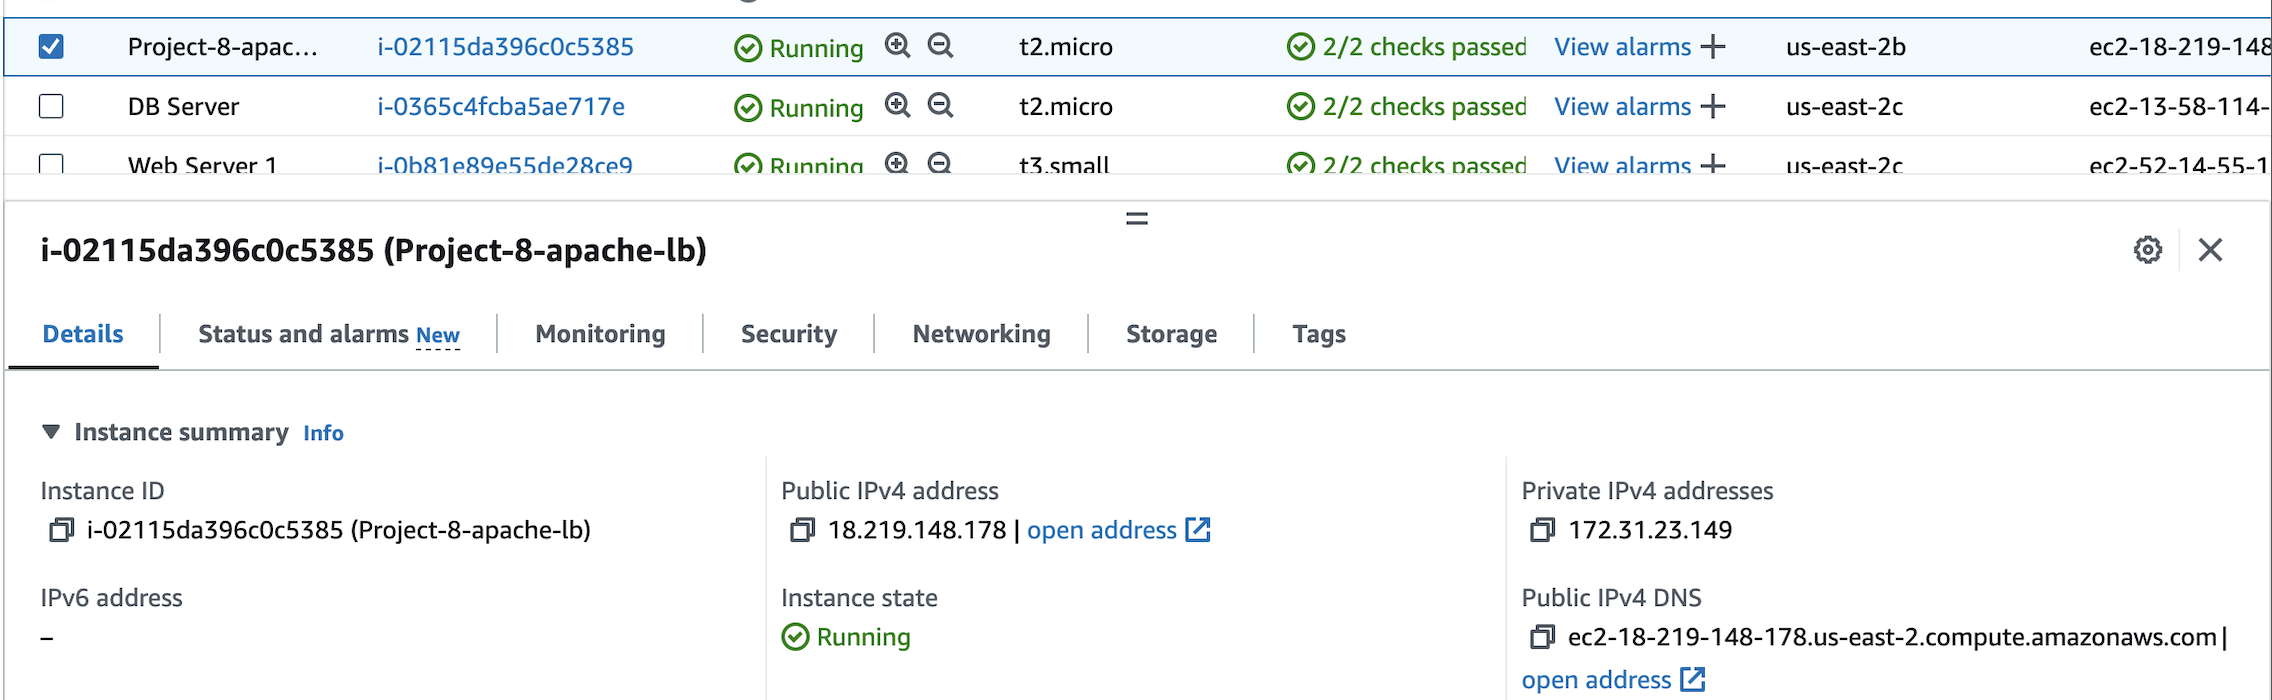 Project-8-apac... i-02115da396c0c5385 Running t2.micro 2/2 checks passed View alarms + us-east-2b ec2-18-219-148
DB Server i-0365c4fcba5ae717e Running t2.micro 2/2 checks passed View alarms + us-east-2c ec2-13-58-114-
Web Server 1 i-0b81e89e55de28ce9 Running t3.small 2/2 checks passed View alarms + us-east-2c ec2-52-14-55-1
i-02115da396c0c5385 (Project-8-apache-lb)
Details Status and alarms New Monitoring Security Networking Storage Tags
Instance summary Info
Instance ID
i-02115da396c0c5385 (Project-8-apache-lb)
Public IPv4 address
18.219.148.178 | open address
Private IPv4 addresses
172.31.23.149
IPv6 address
–
Instance state
Running
Public IPv4 DNS
ec2-18-219-148-178.us-east-2.compute.amazonaws.com |
open address